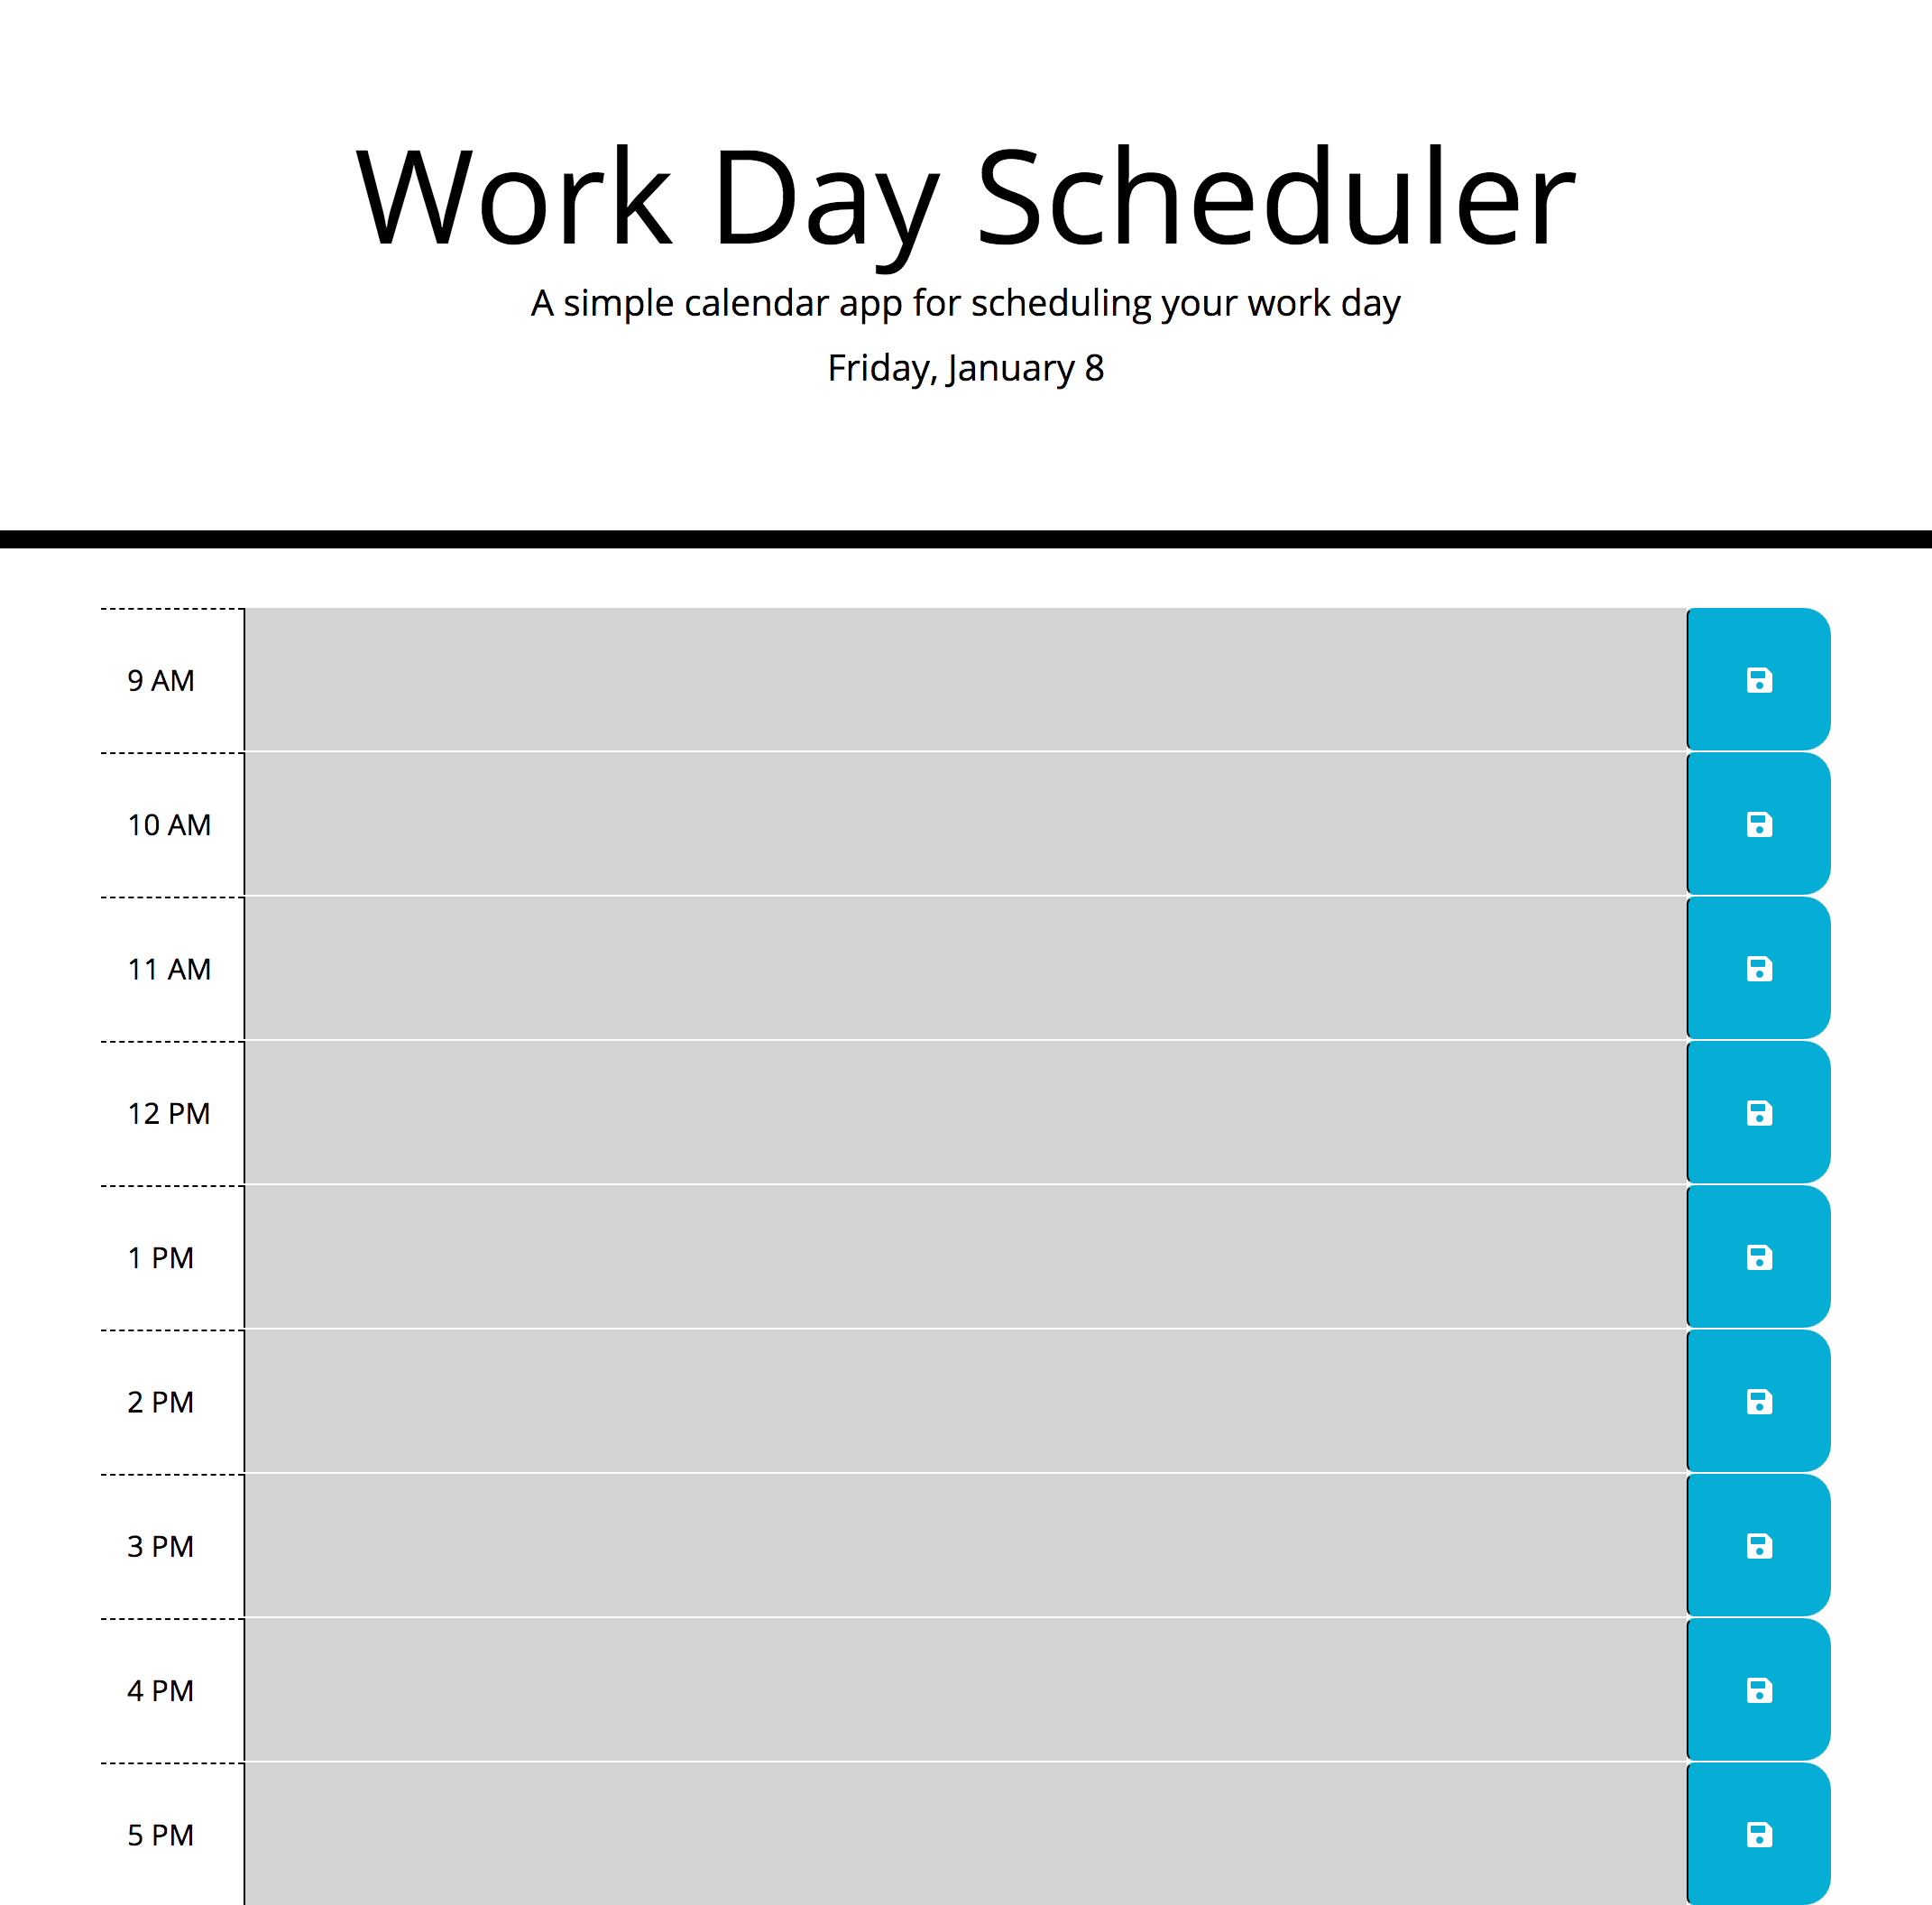 Work Day Scheduler
A simple calendar app for scheduling your work day
Friday, January 8
9 AM
10 AM
11 AM
12 PM
1 PM
2 PM
3 PM
4 PM
5 PM